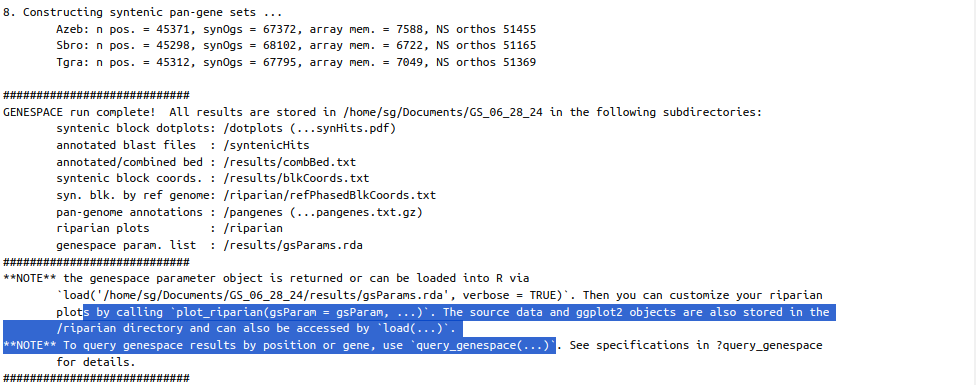 8. Constructing syntenic pan-gene sets ...
Azeb: n pos. = 45371, synOgs = 67372, array mem. = 7588, NS orthos 51455
Sbro: n pos. = 45298, synOgs = 68102, array mem. = 6722, NS orthos 51165
Tgra: n pos. = 45312, synOgs = 67795, array mem. = 7049, NS orthos 51369
############################
GENESPACE run complete!  All results are stored in /home/sg/Documents/GS_06_28_24 in the following subdirectories:
syntenic block dotplots: /dotplots (...synHits.pdf)
annotated blast files  : /syntenicHits
annotated/combined bed : /results/combBed.txt
syntenic block coords. : /results/blkCoords.txt
syn. blk. by ref genome: /riparian/refPhasedBlkCoords.txt
pan-genome annotations : /pangenes (...pangenes.txt.gz)
riparian plots         : /riparian
genespace param. list  : /results/gsParams.rda
############################
**NOTE** the genespace parameter object is returned or can be loaded into R via
`load('/home/sg/Documents/GS_06_28_24/results/gsParams.rda', verbose = TRUE)`. Then you can customize your riparian
plots by calling `plot_riparian(gsParam = gsParam, ...)`. The source data and ggplot2 objects are also stored in the
/riparian directory and can also be accessed by `load(...)`.
**NOTE** To query genespace results by position or gene, use `query_genespace(...)`. See specifications in ?query_genespace
for details.
############################